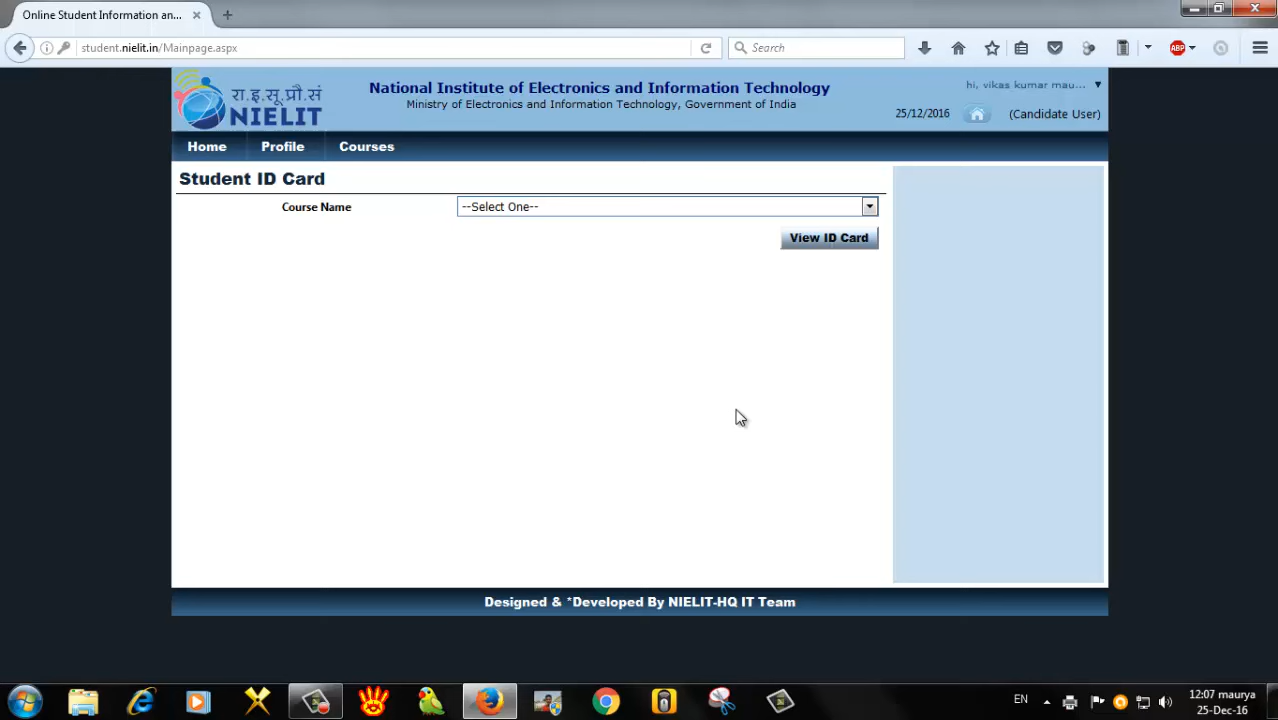 Online Student Information an...
student.nielit.in/Mainpage.aspx
Search
ABP
रा.इ.सू.प्रौ.सं
NIELIT
National Institute of Electronics and Information Technology
Ministry of Electronics and Information Technology, Government of India
hi, vikas kumar mau...
25/12/2016
(Candidate User)
Home Profile Courses
Student ID Card
Course Name
--Select One--
View ID Card
Designed & *Developed By NIELIT-HQ IT Team
EN
12:07 maurya
25-Dec-16